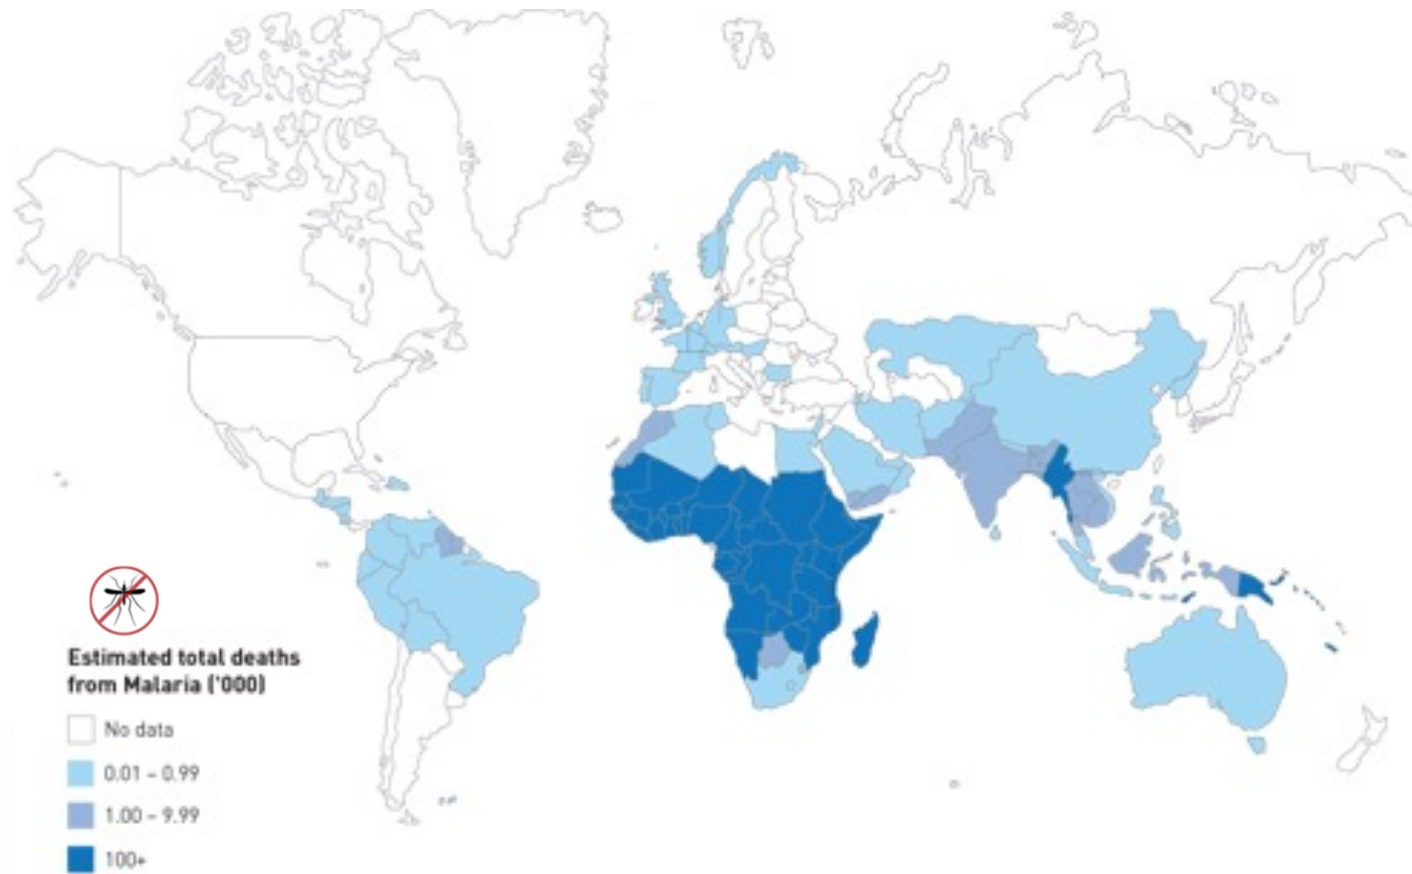 Estimated total deaths
from Malaria ('000)
No data
0.01 – 0.99
1.00 – 9.99
100+